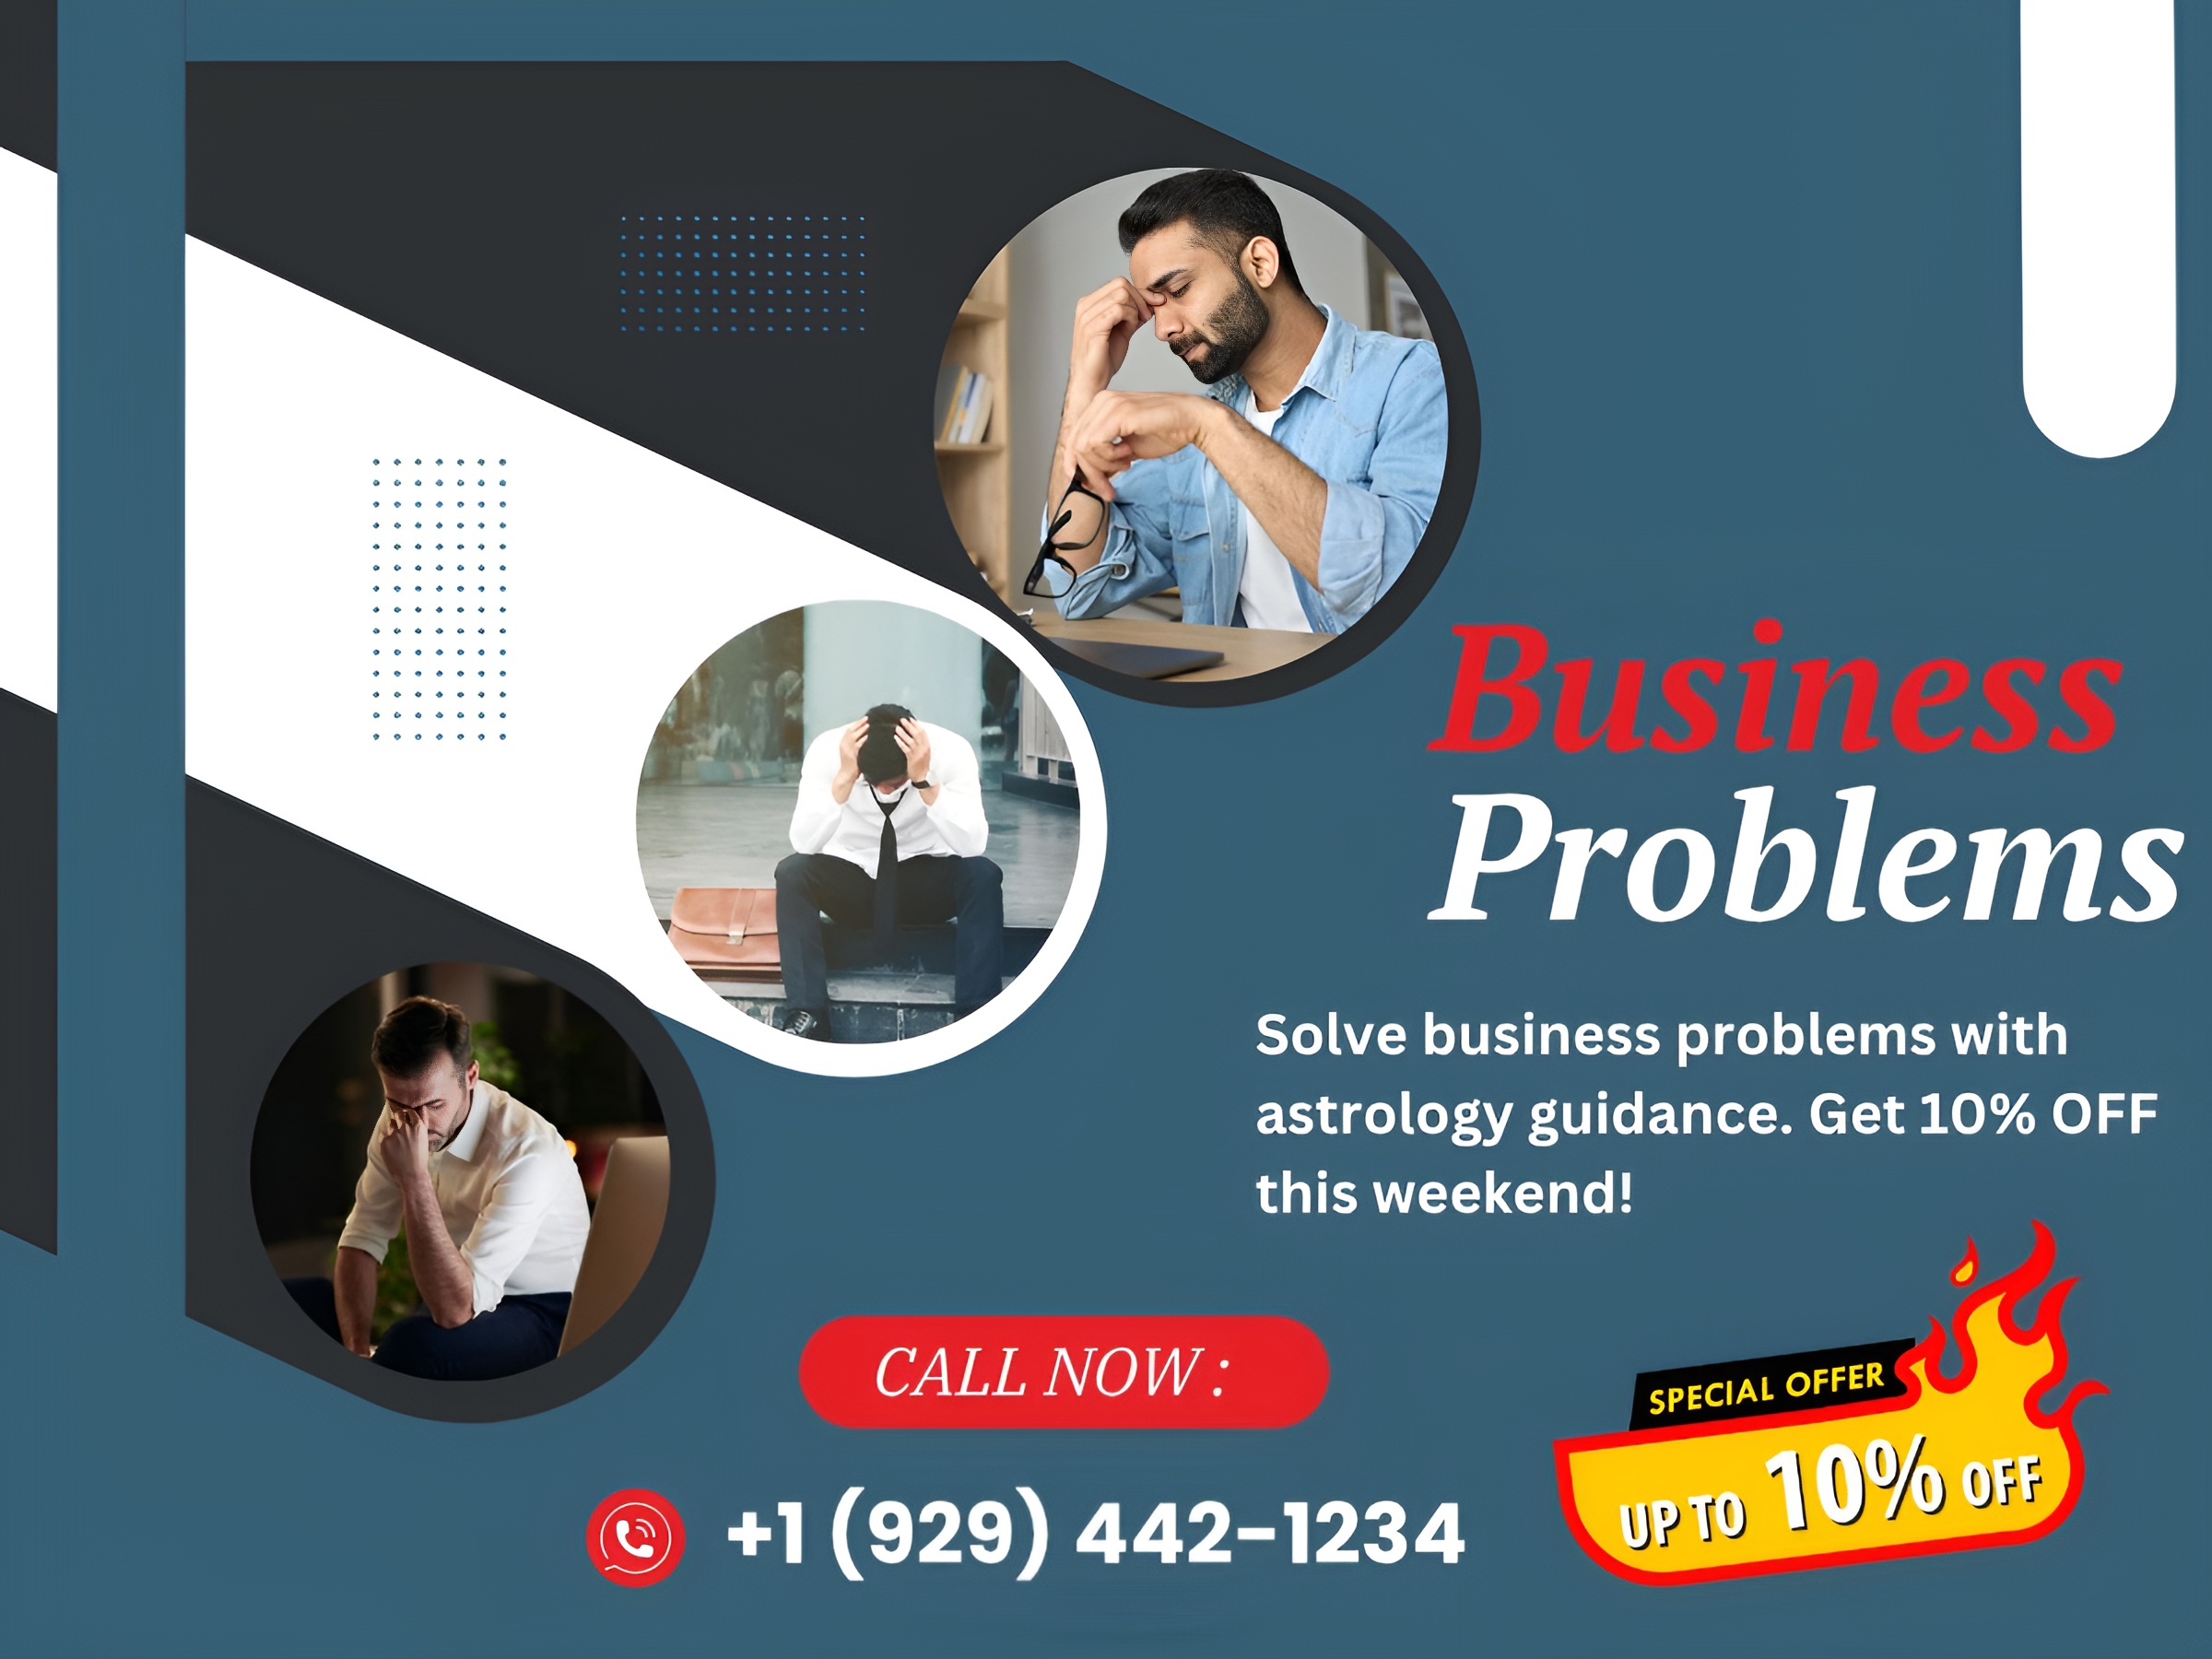 Business
Problems
Solve business problems with
astrology guidance. Get 10% OFF
this weekend!
CALL NOW :
+1 (929) 442-1234
SPECIAL OFFER
UP TO 10% OFF